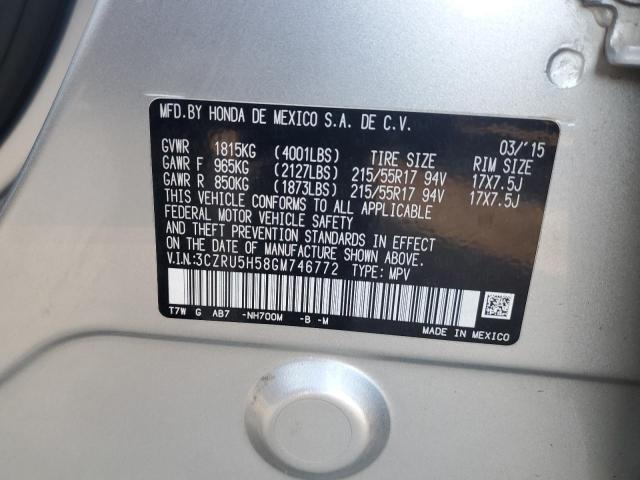 MFD.BY HONDA DE MEXICO S.A. DE C.V.
03/'15
GVWR 1815KG (4001LBS) TIRE SIZE RIM SIZE
GAWR F 965KG (2127LBS) 215/55R17 94V 17X7.5J
GAWR R 850KG (1873LBS) 215/55R17 94V 17X7.5J
THIS VEHICLE CONFORMS TO ALL APPLICABLE
FEDERAL MOTOR VEHICLE SAFETY
AND THEFT PREVENTION STANDARDS IN EFFECT
ON THE DATE OF MANUFACTURE SHOWN ABOVE.
V.I.N:3CZRU5H58GM746772 TYPE: MPV
T7W G AB7 -NH700M -B -M
MADE IN MEXICO